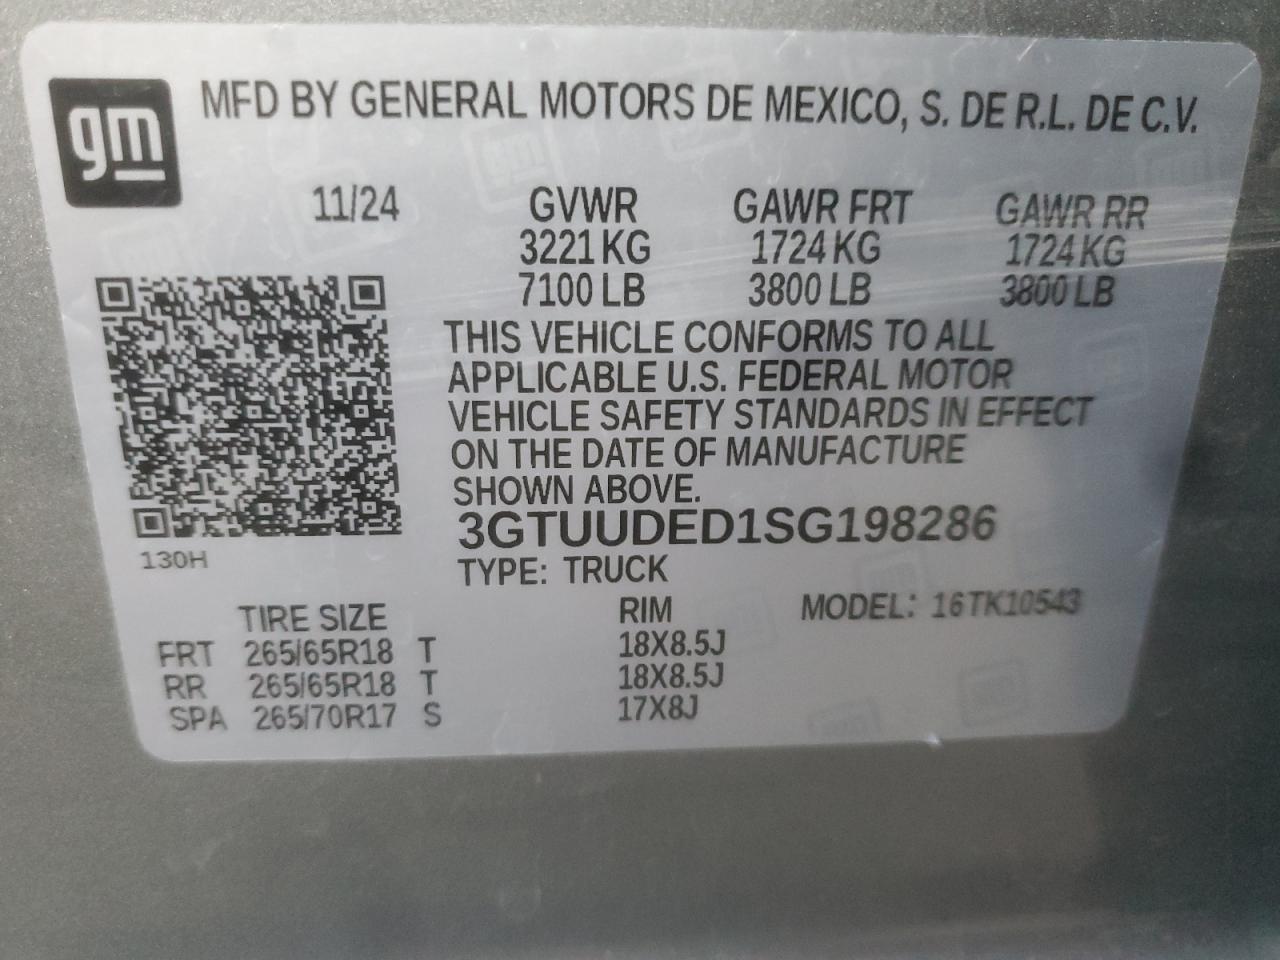 gm
MFD BY GENERAL MOTORS DE MEXICO, S. DE R.L. DE C.V.
11/24 GVWR GAWR FRT GAWR RR
3221 KG 1724 KG 1724 KG
7100 LB 3800 LB 3800 LB
THIS VEHICLE CONFORMS TO ALL
APPLICABLE U.S. FEDERAL MOTOR
VEHICLE SAFETY STANDARDS IN EFFECT
ON THE DATE OF MANUFACTURE
SHOWN ABOVE.
3GTUUDED1SG198286
130H
TYPE: TRUCK
TIRE SIZE RIM MODEL: 16TK10543
FRT 265/65R18 T 18X8.5J
RR 265/65R18 T 18X8.5J
SPA 265/70R17 S 17X8J